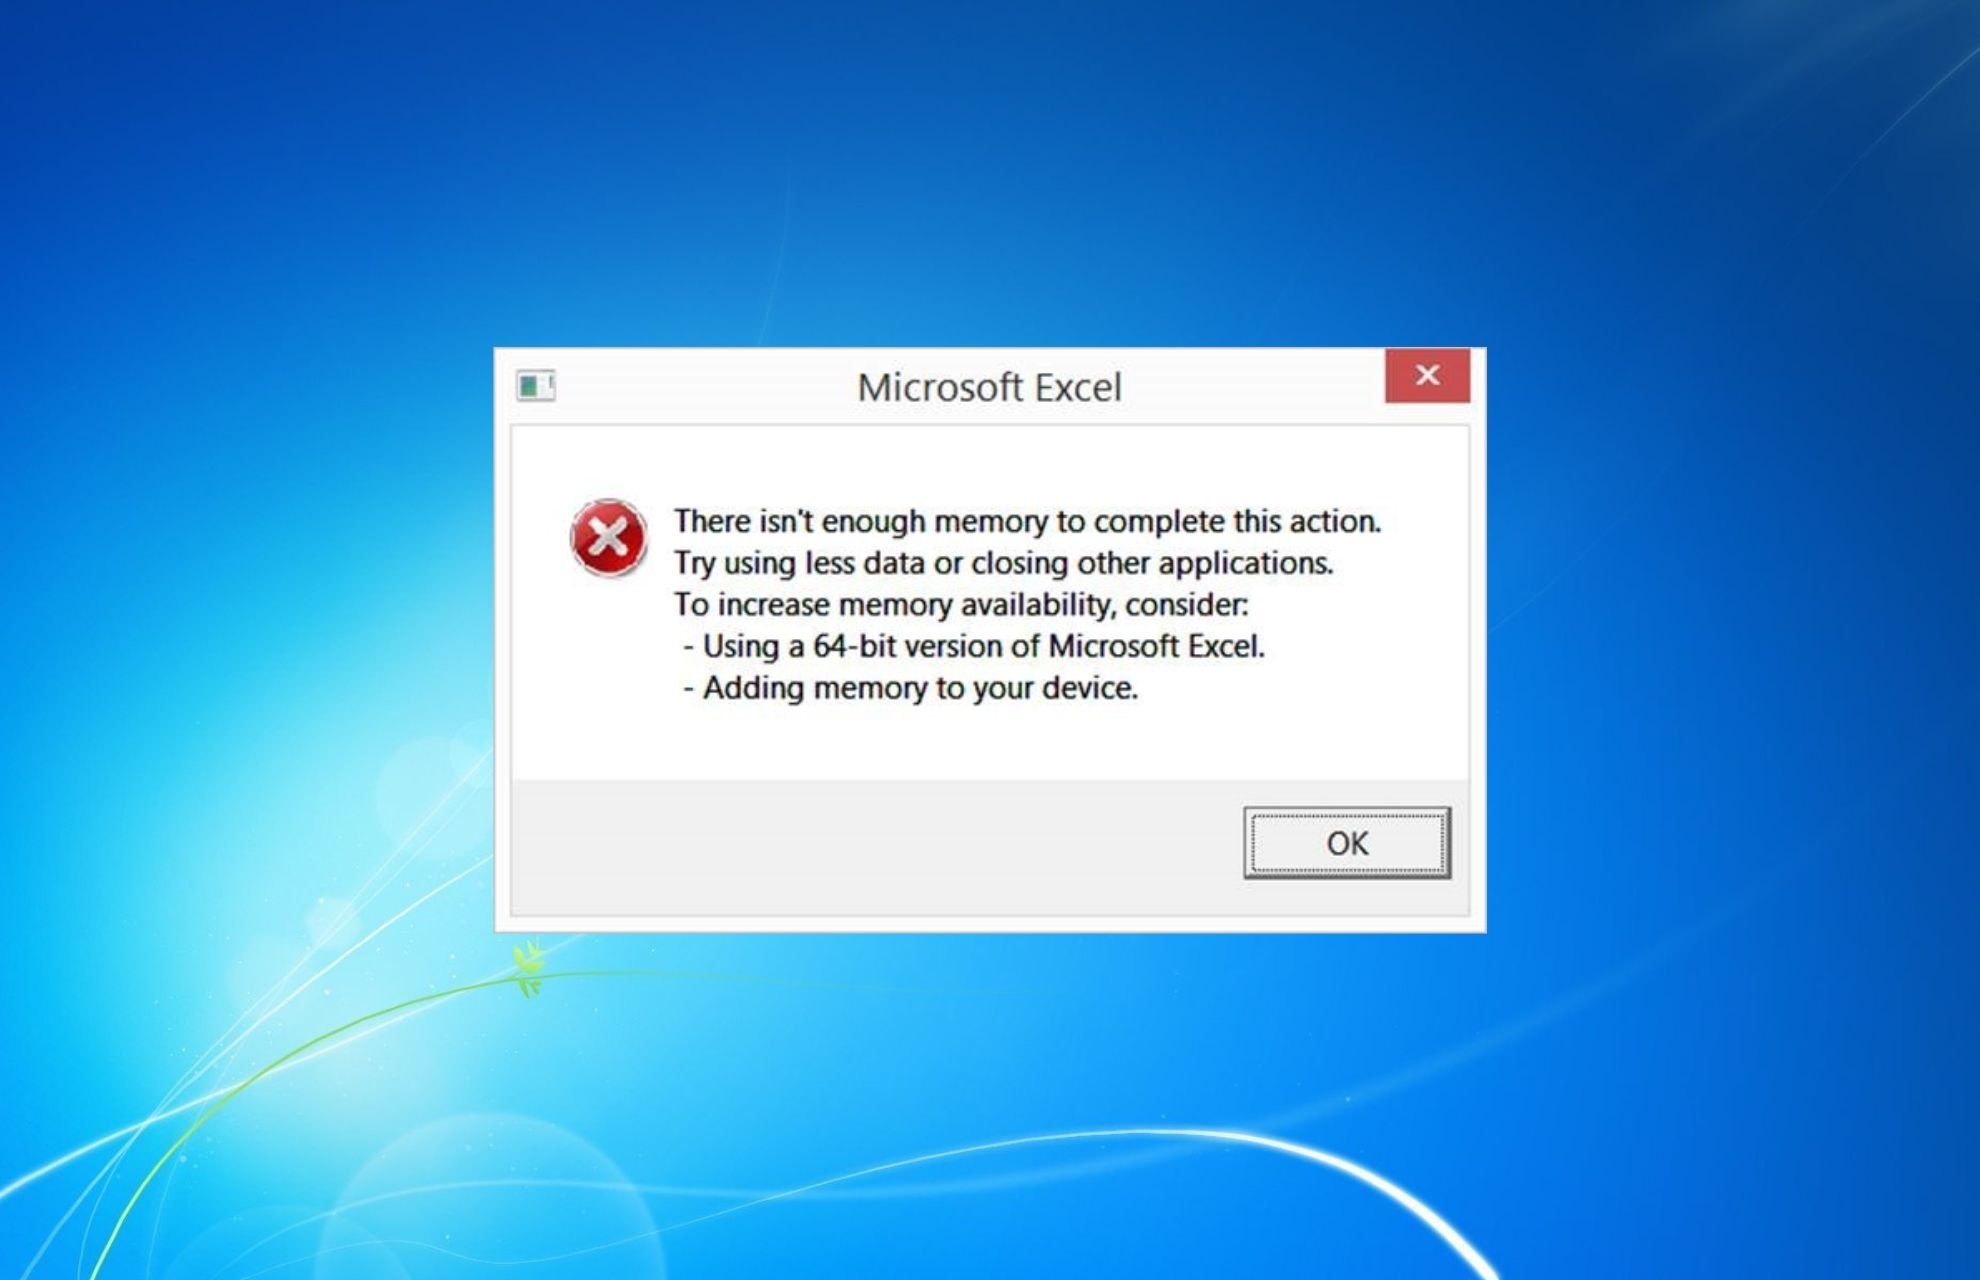 Microsoft Excel
There isn't enough memory to complete this action.
Try using less data or closing other applications.
To increase memory availability, consider:
- Using a 64-bit version of Microsoft Excel.
- Adding memory to your device.
OK